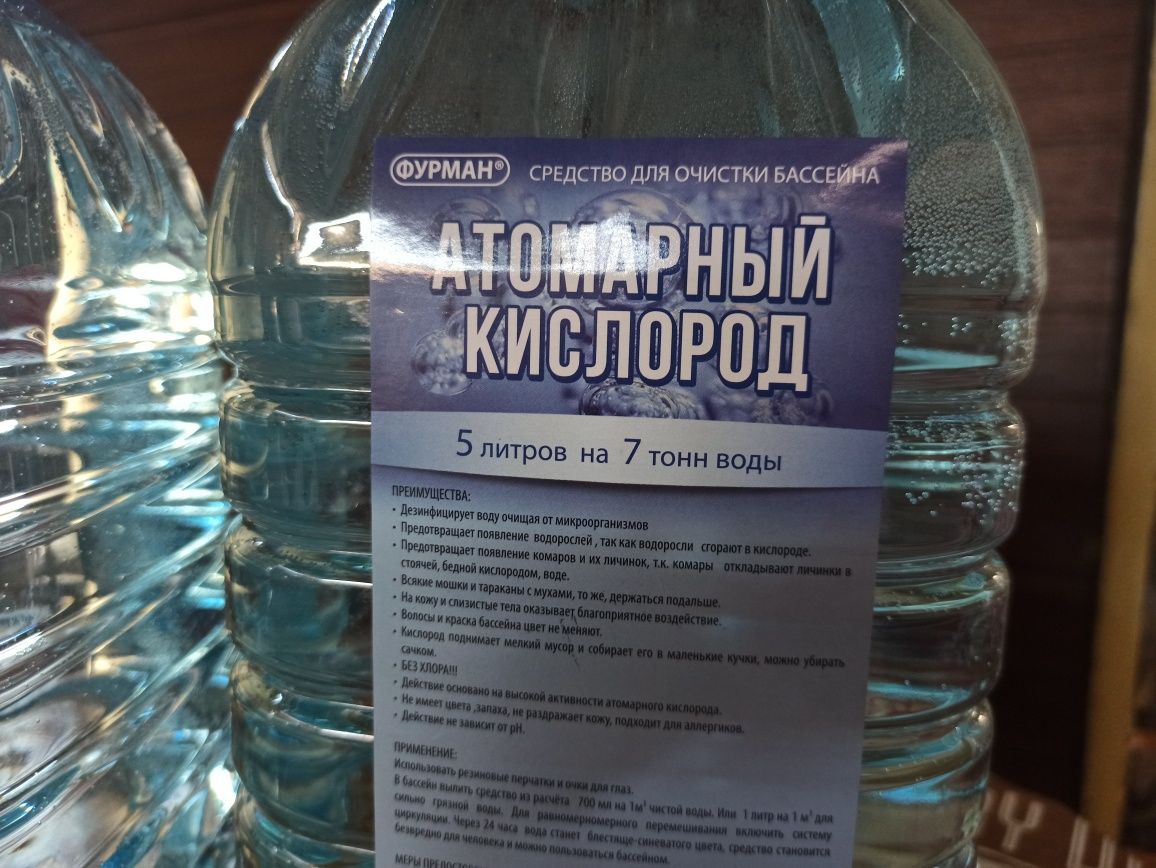 ФУРМАН®
СРЕДСТВО ДЛЯ ОЧИСТКИ БАССЕЙНА
АТОМАРНЫЙ
КИСЛОРОД
5 литров на 7 тонн воды
ПРЕИМУЩЕСТВА:
• Дезинфицирует воду очищая от микроорганизмов
• Предотвращает появление водорослей , так как водоросли сгорают в кислороде.
• Предотвращает появление комаров и их личинок, т.к. комары откладывают личинки в
стоячей, бедной кислородом, воде.
• Всякие мошки и тараканы с мухами, то же, держаться подальше.
• На кожу и слизистые тела оказывает благоприятное воздействие.
• Волосы и краска бассейна цвет не меняют.
• Кислород поднимает мелкий мусор и собирает его в маленькие кучки, можно убирать
сачком.
• БЕЗ ХЛОРА!!!
• Действие основано на высокой активности атомарного кислорода.
• Не имеет цвета ,запаха, не раздражает кожу, подходит для аллергиков.
• Действие не зависит от pH.
ПРИМЕНЕНИЕ:
Использовать резиновые перчатки и очки для глаз.
В бассейн вылить средство из расчёта 700 мл на 1м³ чистой воды. Или 1 литр на 1 м³ для
сильно грязной воды. Для равномерномерного перемешивания включить систему
циркуляции. Через 24 часа вода станет блестяще-синеватого цвета, средство становится
безвредно для человека и можно пользоваться бассейном.
МЕРЫ